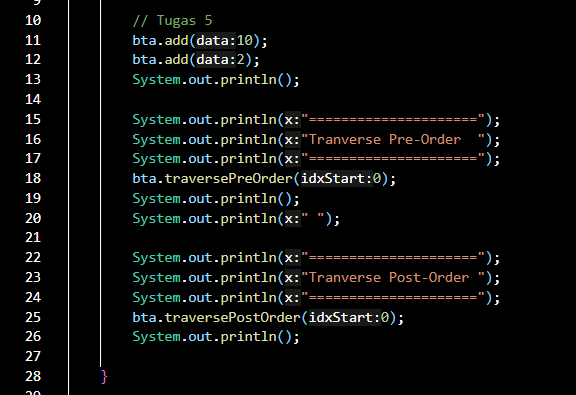 10 // Tugas 5
11 bta.add(data:10);
12 bta.add(data:2);
13 System.out.println();
14
15 System.out.println(x:"=====================");
16 System.out.println(x:"Tranverse Pre-Order  ");
17 System.out.println(x:"=====================");
18 bta.traversePreOrder(idxStart:0);
19 System.out.println();
20 System.out.println(x:" ");
21
22 System.out.println(x:"=====================");
23 System.out.println(x:"Tranverse Post-Order ");
24 System.out.println(x:"=====================");
25 bta.traversePostOrder(idxStart:0);
26 System.out.println();
27
28 }